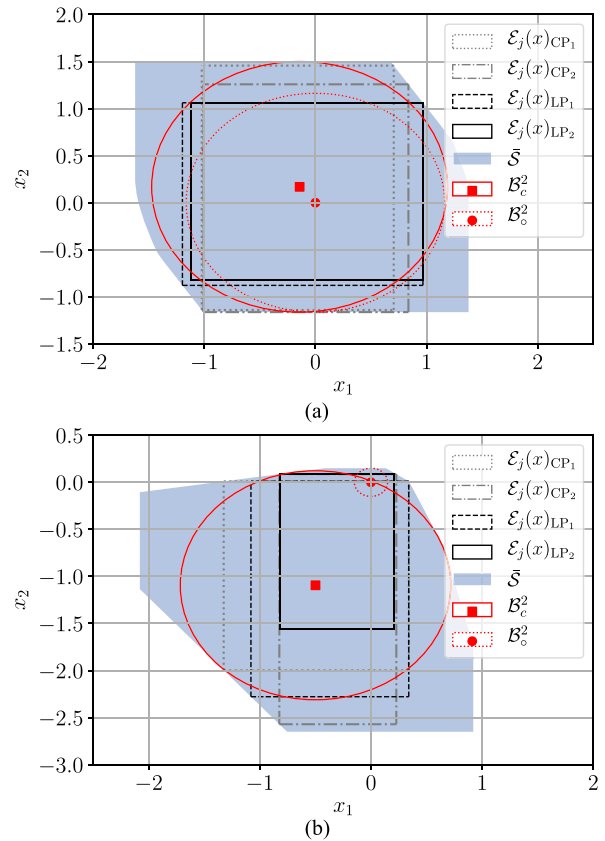 2.0
1.5
1.0
0.5
0.0
−0.5
−1.0
−1.5
x₂
−2
−1
0
1
2
x₁
ℰⱼ(x)CP₁
ℰⱼ(x)CP₂
ℰⱼ(x)LP₁
ℰⱼ(x)LP₂
S̄
ℬ²c
ℬ²∘
(a)
0.5
0.0
−0.5
−1.0
−1.5
−2.0
−2.5
−3.0
x₂
−2
−1
0
1
2
x₁
ℰⱼ(x)CP₁
ℰⱼ(x)CP₂
ℰⱼ(x)LP₁
ℰⱼ(x)LP₂
S̄
ℬ²c
ℬ²∘
(b)